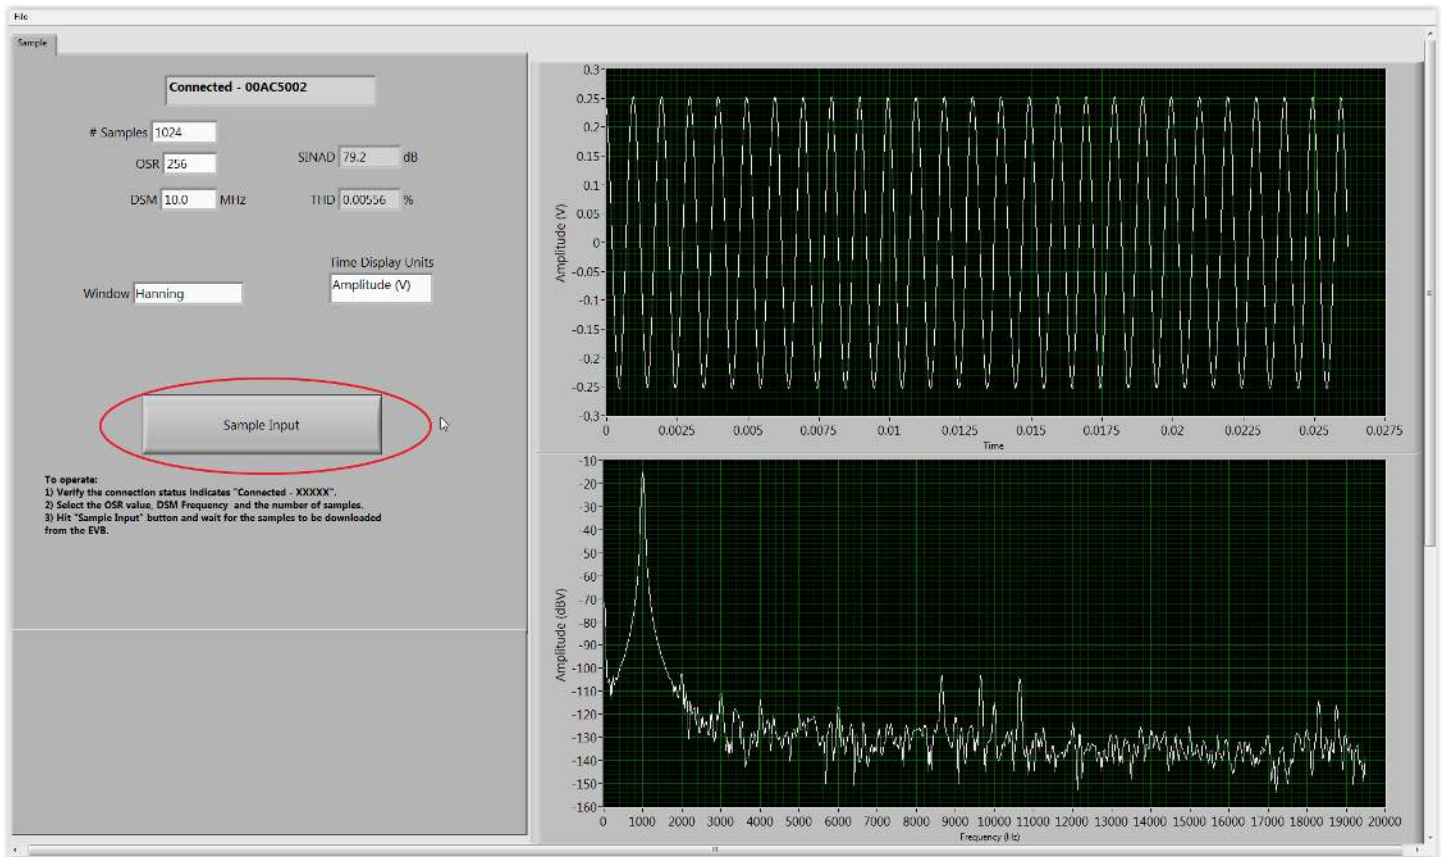 File
Sample
Connected - 00AC5002
# Samples 1024
OSR 256
SINAD 79.2 dB
DSM 10.0 MHz
THD 0.00556 %
Time Display Units
Amplitude (V)
Window Hanning
Sample Input
To operate:
1) Verify the connection status indicates "Connected - XXXXX".
2) Select the OSR value, DSM Frequency and the number of samples.
3) Hit "Sample Input" button and wait for the samples to be downloaded
from the EVB.
0.3
0.25
0.2
0.15
0.1
0.05
0
-0.05
-0.1
-0.15
-0.2
-0.25
-0.3
Amplitude (V)
0 0.0025 0.005 0.0075 0.01 0.0125 0.015 0.0175 0.02 0.0225 0.025 0.0275
Time
-10
-20
-30
-40
-50
-60
-70
-80
-90
-100
-110
-120
-130
-140
-150
-160
Amplitude (dBV)
0 1000 2000 3000 4000 5000 6000 7000 8000 9000 10000 11000 12000 13000 14000 15000 16000 17000 18000 19000 20000
Frequency (Hz)